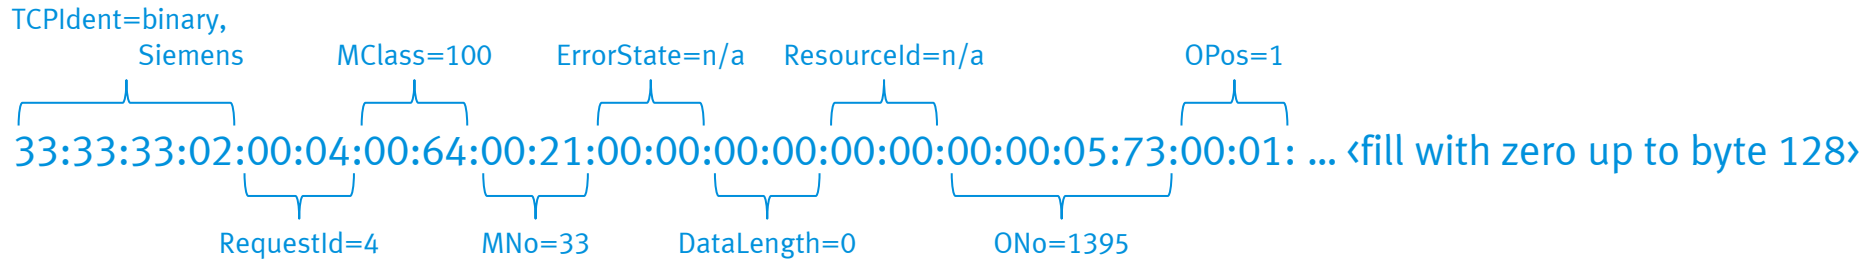 TCPIdent=binary,
Siemens
MClass=100
ErrorState=n/a
ResourceId=n/a
OPos=1
33:33:33:02:00:04:00:64:00:21:00:00:00:00:00:00:00:00:05:73:00:01: ... <fill with zero up to byte 128>
RequestId=4
MNo=33
DataLength=0
ONo=1395